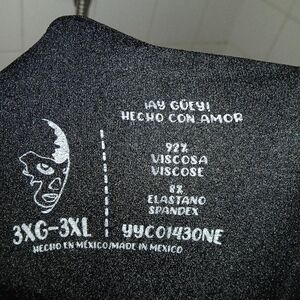 ¡AY GÜEY!
HECHO CON AMOR
92%
VISCOSA
VISCOSE
8%
ELASTANO
SPANDEX
3XG-3XL
YYC01430NE
HECHO EN MÉXICO/MADE IN MEXICO